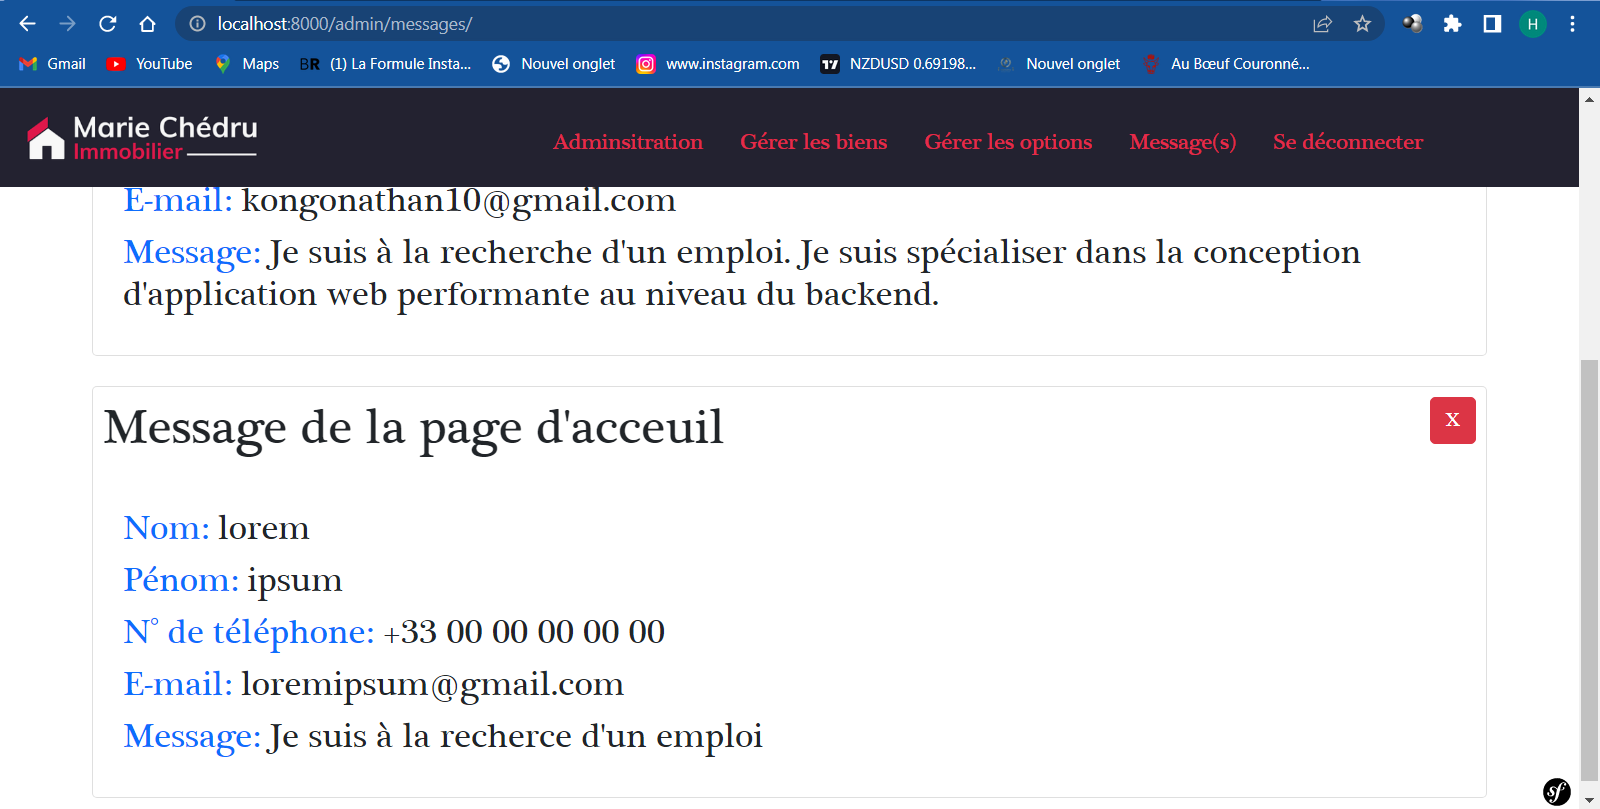 localhost:8000/admin/messages/
H
Gmail YouTube Maps BR (1) La Formule Insta... Nouvel onglet www.instagram.com NZDUSD 0.69198... Nouvel onglet Au Bœuf Couronné...
Marie Chédru
Immobilier
Adminsitration Gérer les biens Gérer les options Message(s) Se déconnecter
E-mail: kongonathan10@gmail.com
Message: Je suis à la recherche d'un emploi. Je suis spécialiser dans la conception
d'application web performante au niveau du backend.
Message de la page d'acceuil
X
Nom: lorem
Pénom: ipsum
N° de téléphone: +33 00 00 00 00 00
E-mail: loremipsum@gmail.com
Message: Je suis à la recherce d'un emploi
sf